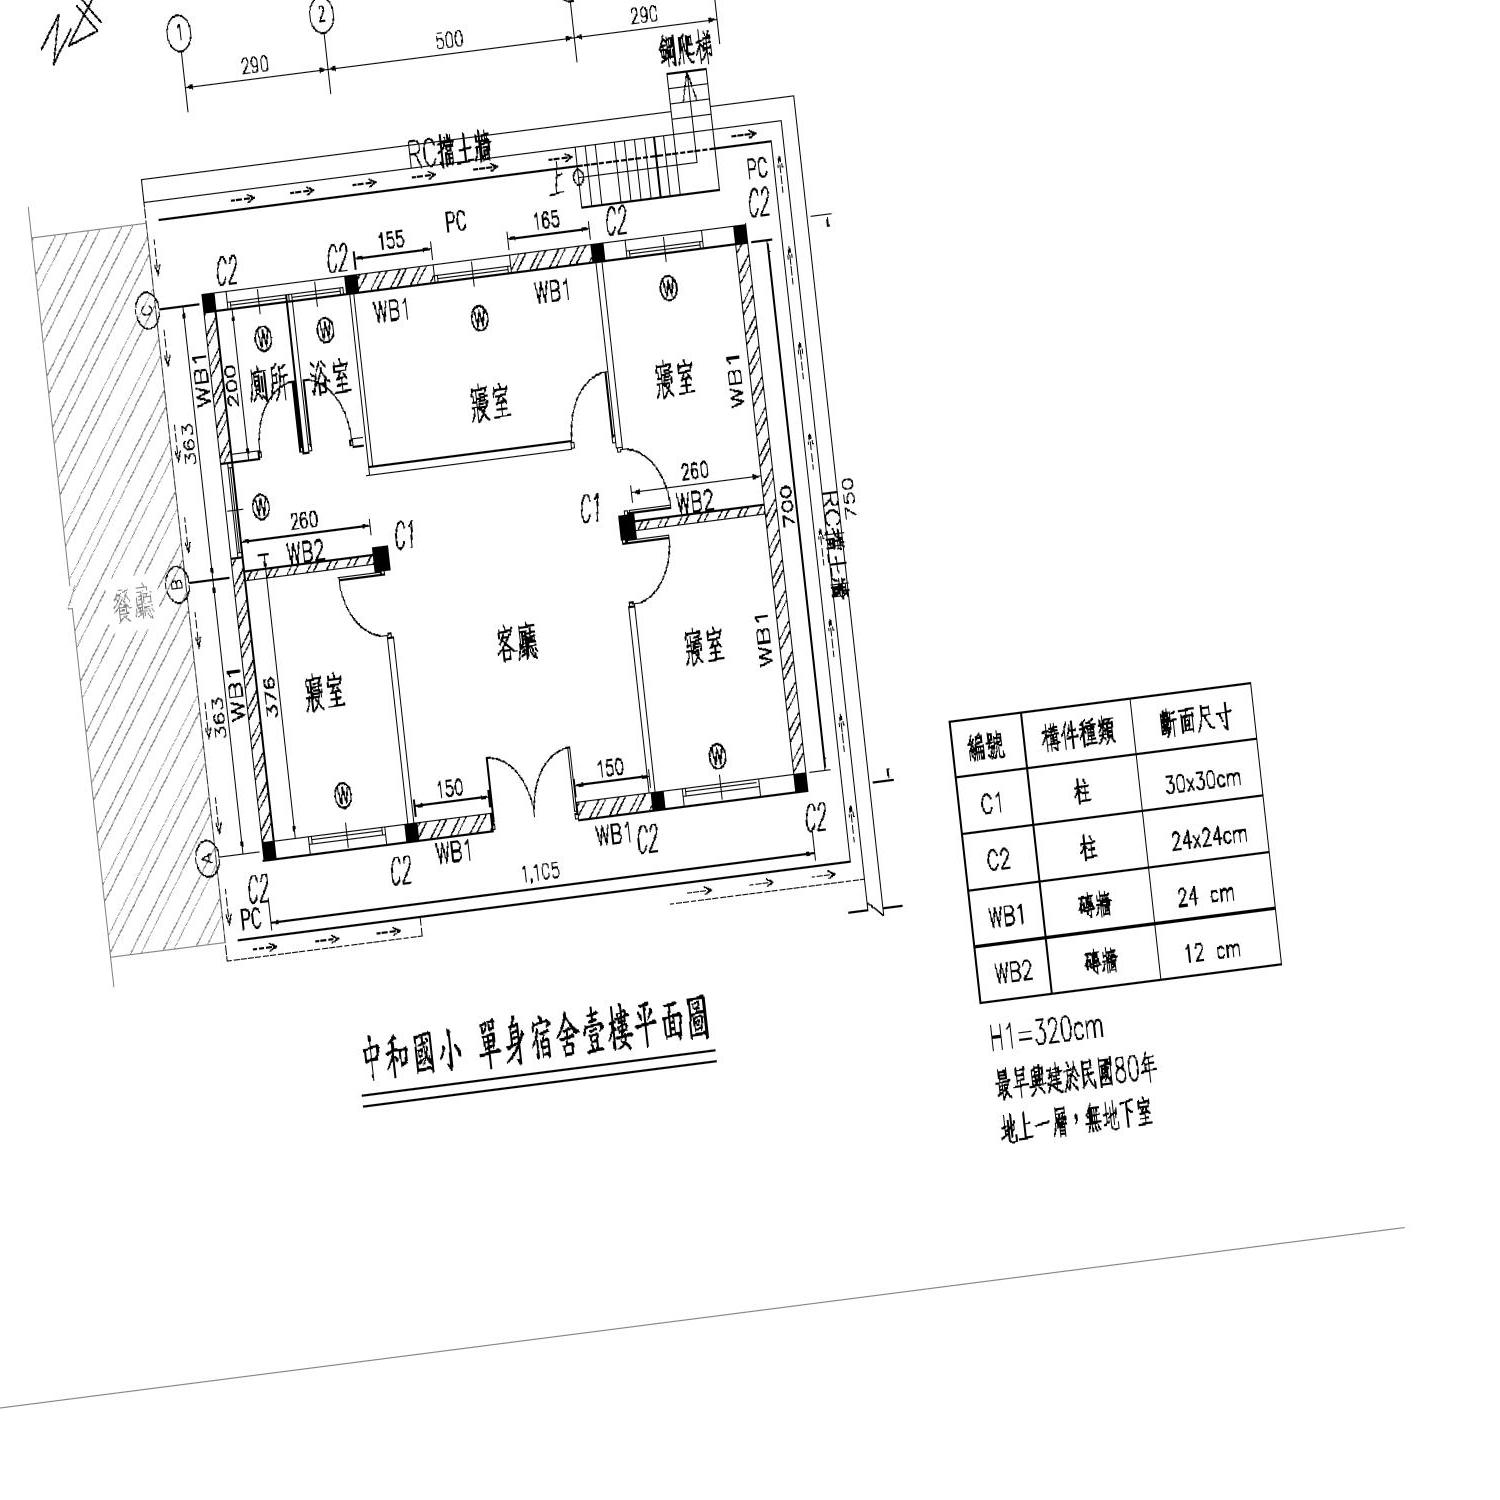 1
2
290
500
290
鋼爬梯
RC擋土牆
上
PC
PC
C2
C2
C2
C2
155
165
WB1
WB1
C
W
W
W
W
廁所
浴室
寢室
寢室
WB1
200
363
WB1
260
WB2
C1
W
260
WB2
C1
700
750
RC擋土牆
餐廳
B
客廳
寢室
寢室
WB1
WB1
363
376
W
W
150
150
A
WB1
WB1
C2
C2
C2
C2
PC
1,105
編號 構件種類 斷面尺寸
C1 柱 30x30cm
C2 柱 24x24cm
WB1 磚牆 24 cm
WB2 磚牆 12 cm
中和國小 單身宿舍壹樓平面圖
H1=320cm
最早興建於民國80年
地上一層，無地下室